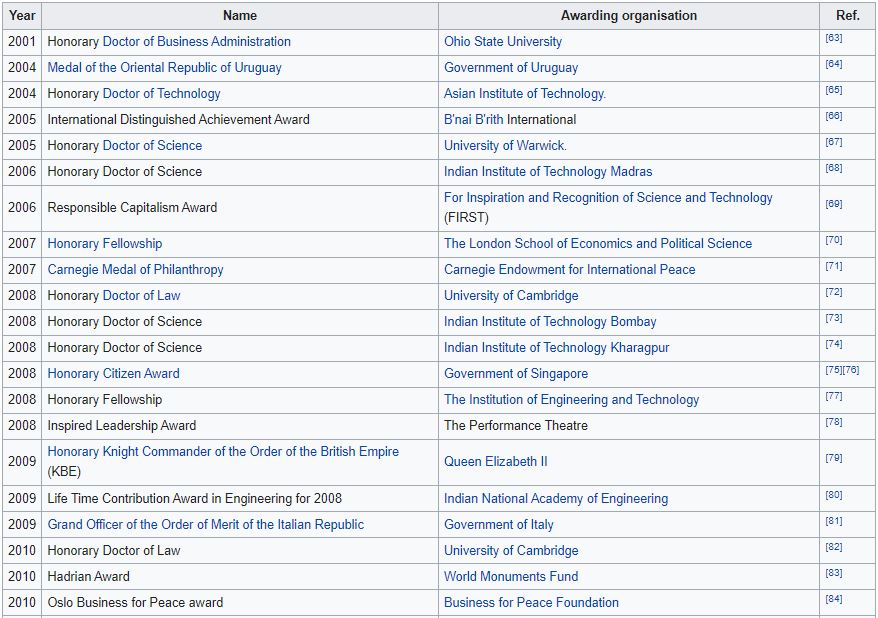 Year Name Awarding organisation Ref.
2001 Honorary Doctor of Business Administration Ohio State University [63]
2004 Medal of the Oriental Republic of Uruguay Government of Uruguay [64]
2004 Honorary Doctor of Technology Asian Institute of Technology. [65]
2005 International Distinguished Achievement Award B'nai B'rith International [66]
2005 Honorary Doctor of Science University of Warwick. [67]
2006 Honorary Doctor of Science Indian Institute of Technology Madras [68]
2006 Responsible Capitalism Award For Inspiration and Recognition of Science and Technology [69]
(FIRST)
2007 Honorary Fellowship The London School of Economics and Political Science [70]
2007 Carnegie Medal of Philanthropy Carnegie Endowment for International Peace [71]
2008 Honorary Doctor of Law University of Cambridge [72]
2008 Honorary Doctor of Science Indian Institute of Technology Bombay [73]
2008 Honorary Doctor of Science Indian Institute of Technology Kharagpur [74]
2008 Honorary Citizen Award Government of Singapore [75][76]
2008 Honorary Fellowship The Institution of Engineering and Technology [77]
2008 Inspired Leadership Award The Performance Theatre [78]
2009 Honorary Knight Commander of the Order of the British Empire Queen Elizabeth II [79]
(KBE)
2009 Life Time Contribution Award in Engineering for 2008 Indian National Academy of Engineering [80]
2009 Grand Officer of the Order of Merit of the Italian Republic Government of Italy [81]
2010 Honorary Doctor of Law University of Cambridge [82]
2010 Hadrian Award World Monuments Fund [83]
2010 Oslo Business for Peace award Business for Peace Foundation [84]